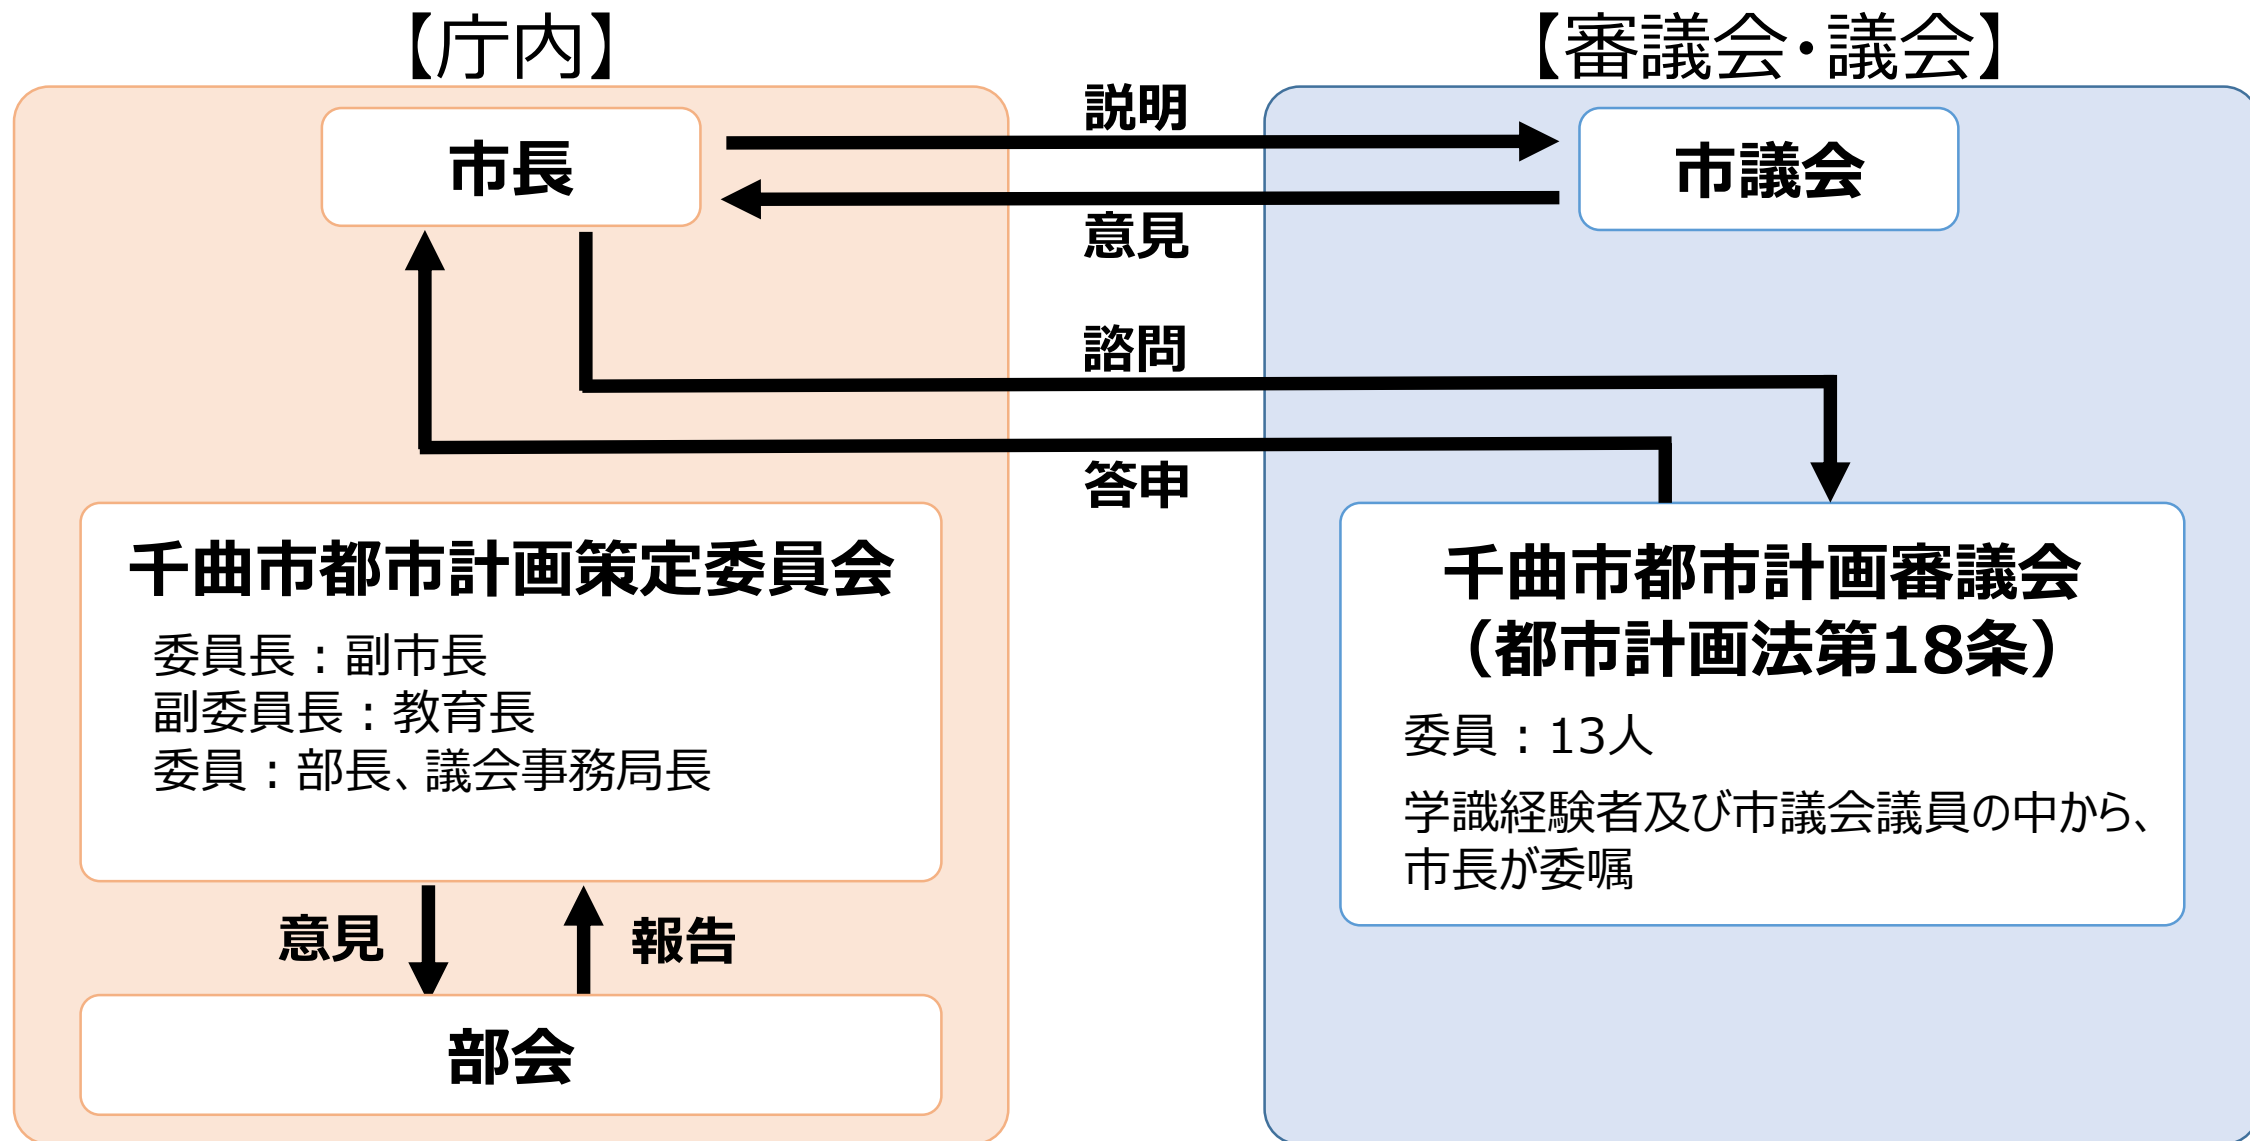 【庁内】
【審議会・議会】
市長
説明
市議会
意見
諮問
答申
千曲市都市計画策定委員会
委員長：副市長
副委員長：教育長
委員：部長、議会事務局長
千曲市都市計画審議会
（都市計画法第18条）
委員：13人
学識経験者及び市議会議員の中から、
市長が委嘱
意見
報告
部会